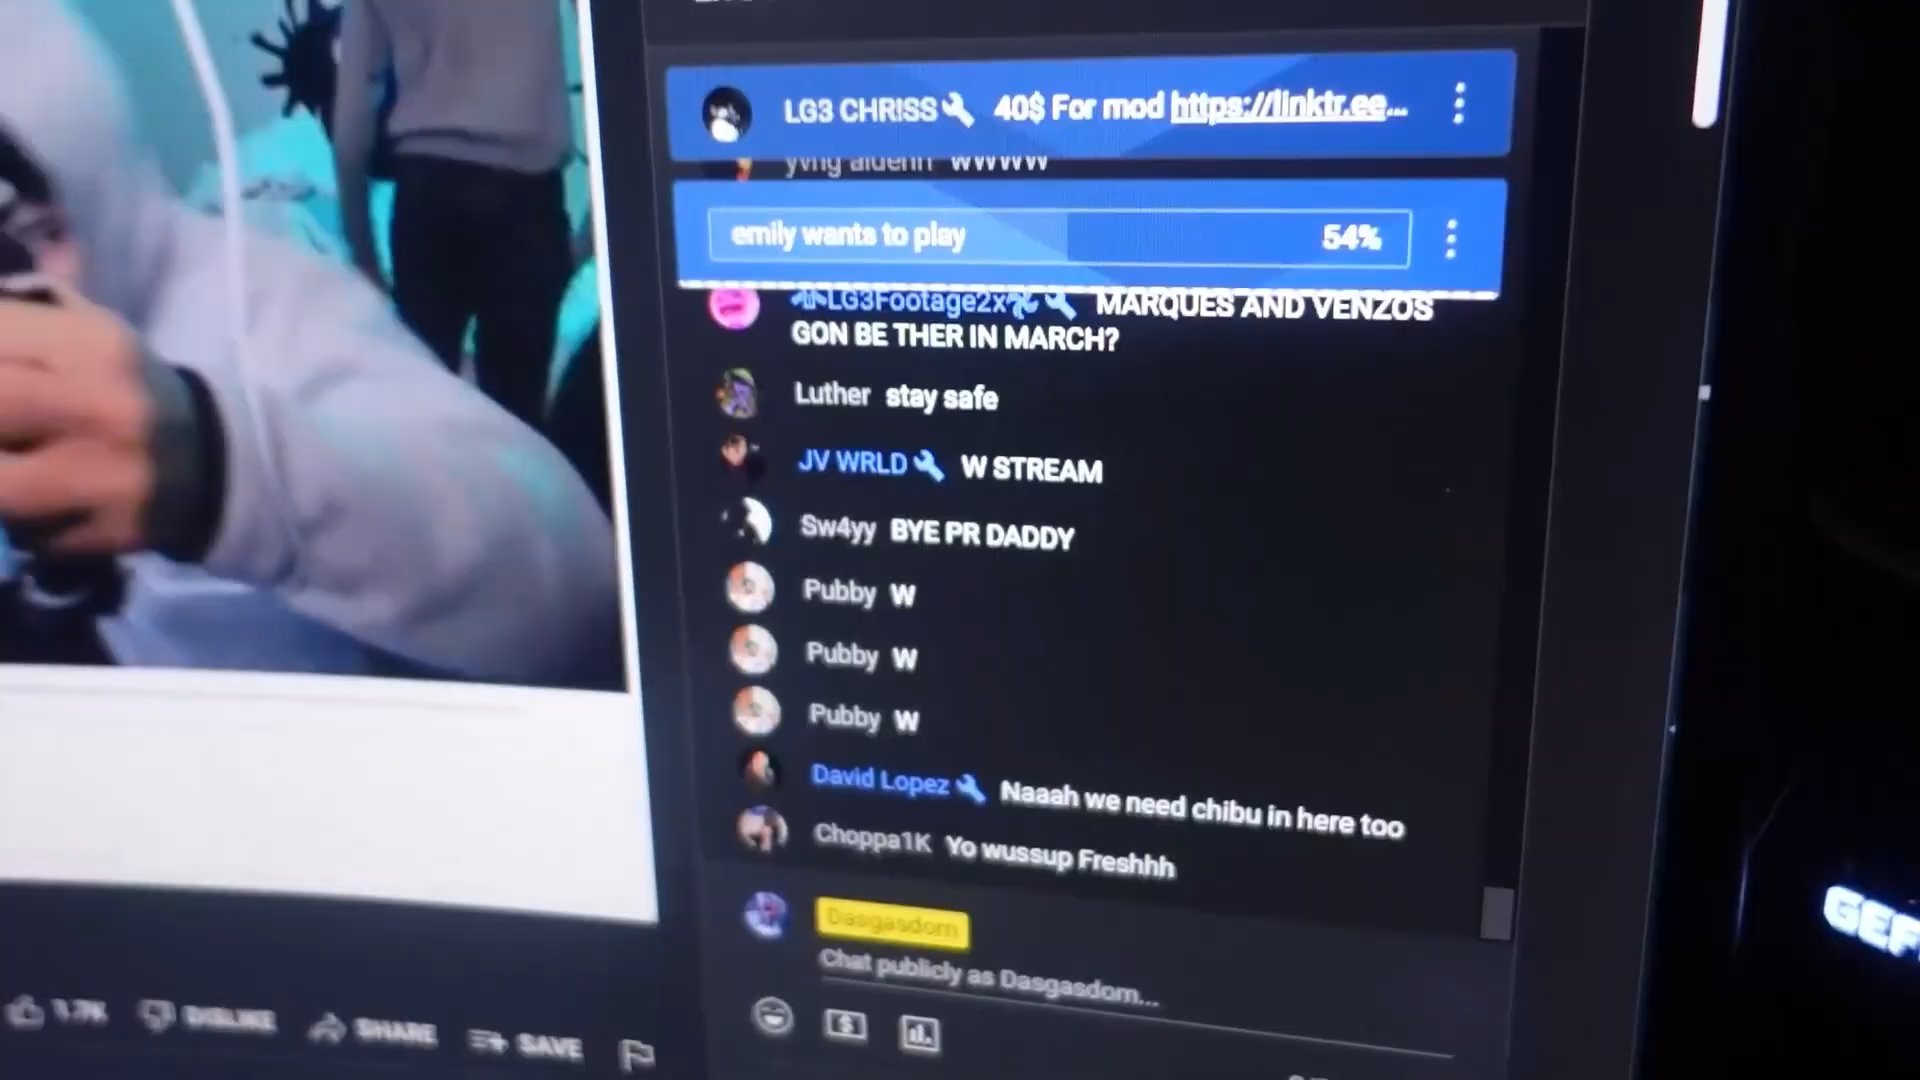 LG3 CHRISS 40$ For mod https://linktr.ee...
yvng aldenn wwwww
emily wants to play 54%
LG3Footage2x MARQUES AND VENZOS
GON BE THER IN MARCH?
Luther stay safe
JV WRLD W STREAM
Sw4yy BYE PR DADDY
Pubby W
Pubby W
Pubby W
David Lopez Naaah we need chibu in here too
Choppa1K Yo wussup Freshhh
Dasgasdom
Chat publicly as Dasgasdom...
1.7K DISLIKE SHARE SAVE